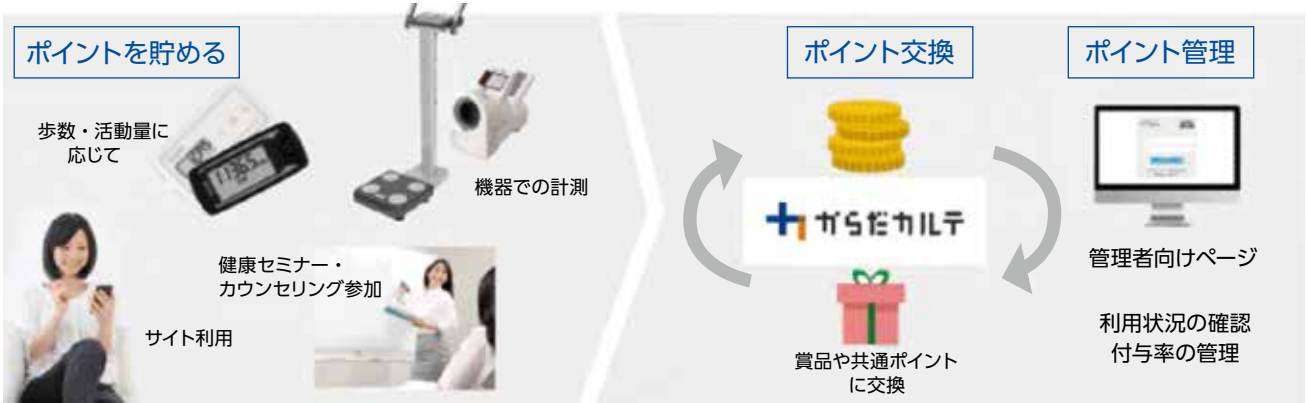 ポイントを貯める
歩数・活動量に
応じて
機器での計測
健康セミナー・
カウンセリング参加
サイト利用
ポイント交換
からだカルテ
賞品や共通ポイント
に交換
ポイント管理
管理者向けページ
利用状況の確認
付与率の管理